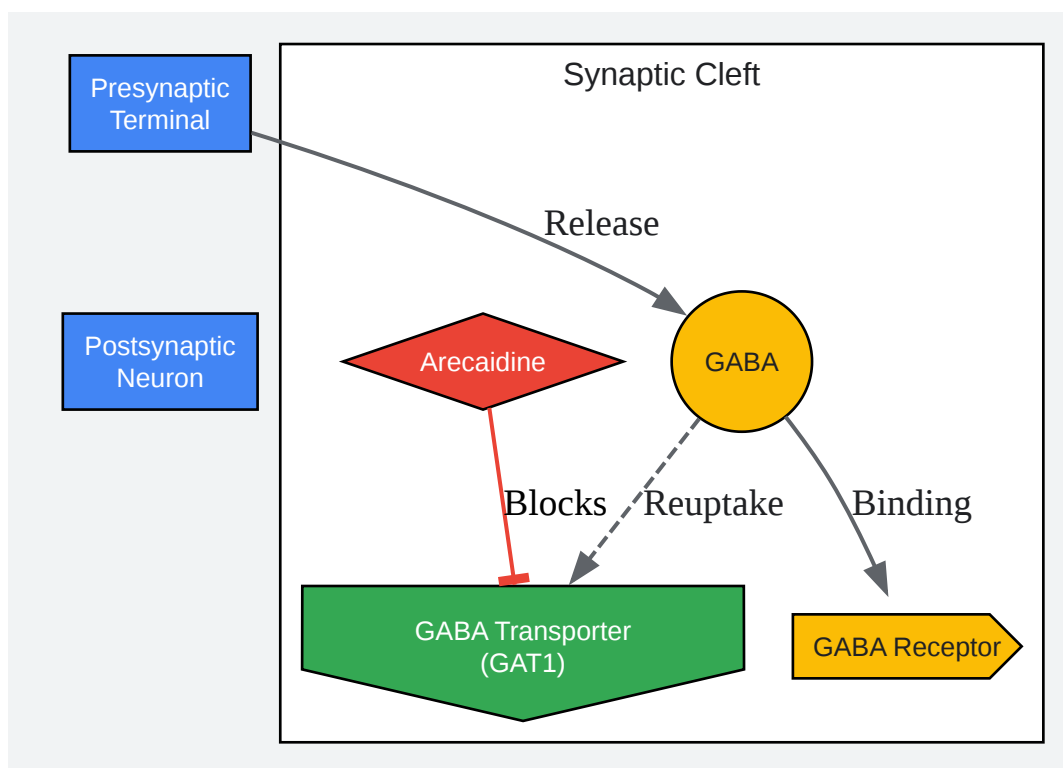 Synaptic Cleft
Presynaptic
Terminal
Release
Postsynaptic
Neuron
Arecaidine
GABA
Blocks
Reuptake
Binding
GABA Transporter
(GAT1)
GABA Receptor